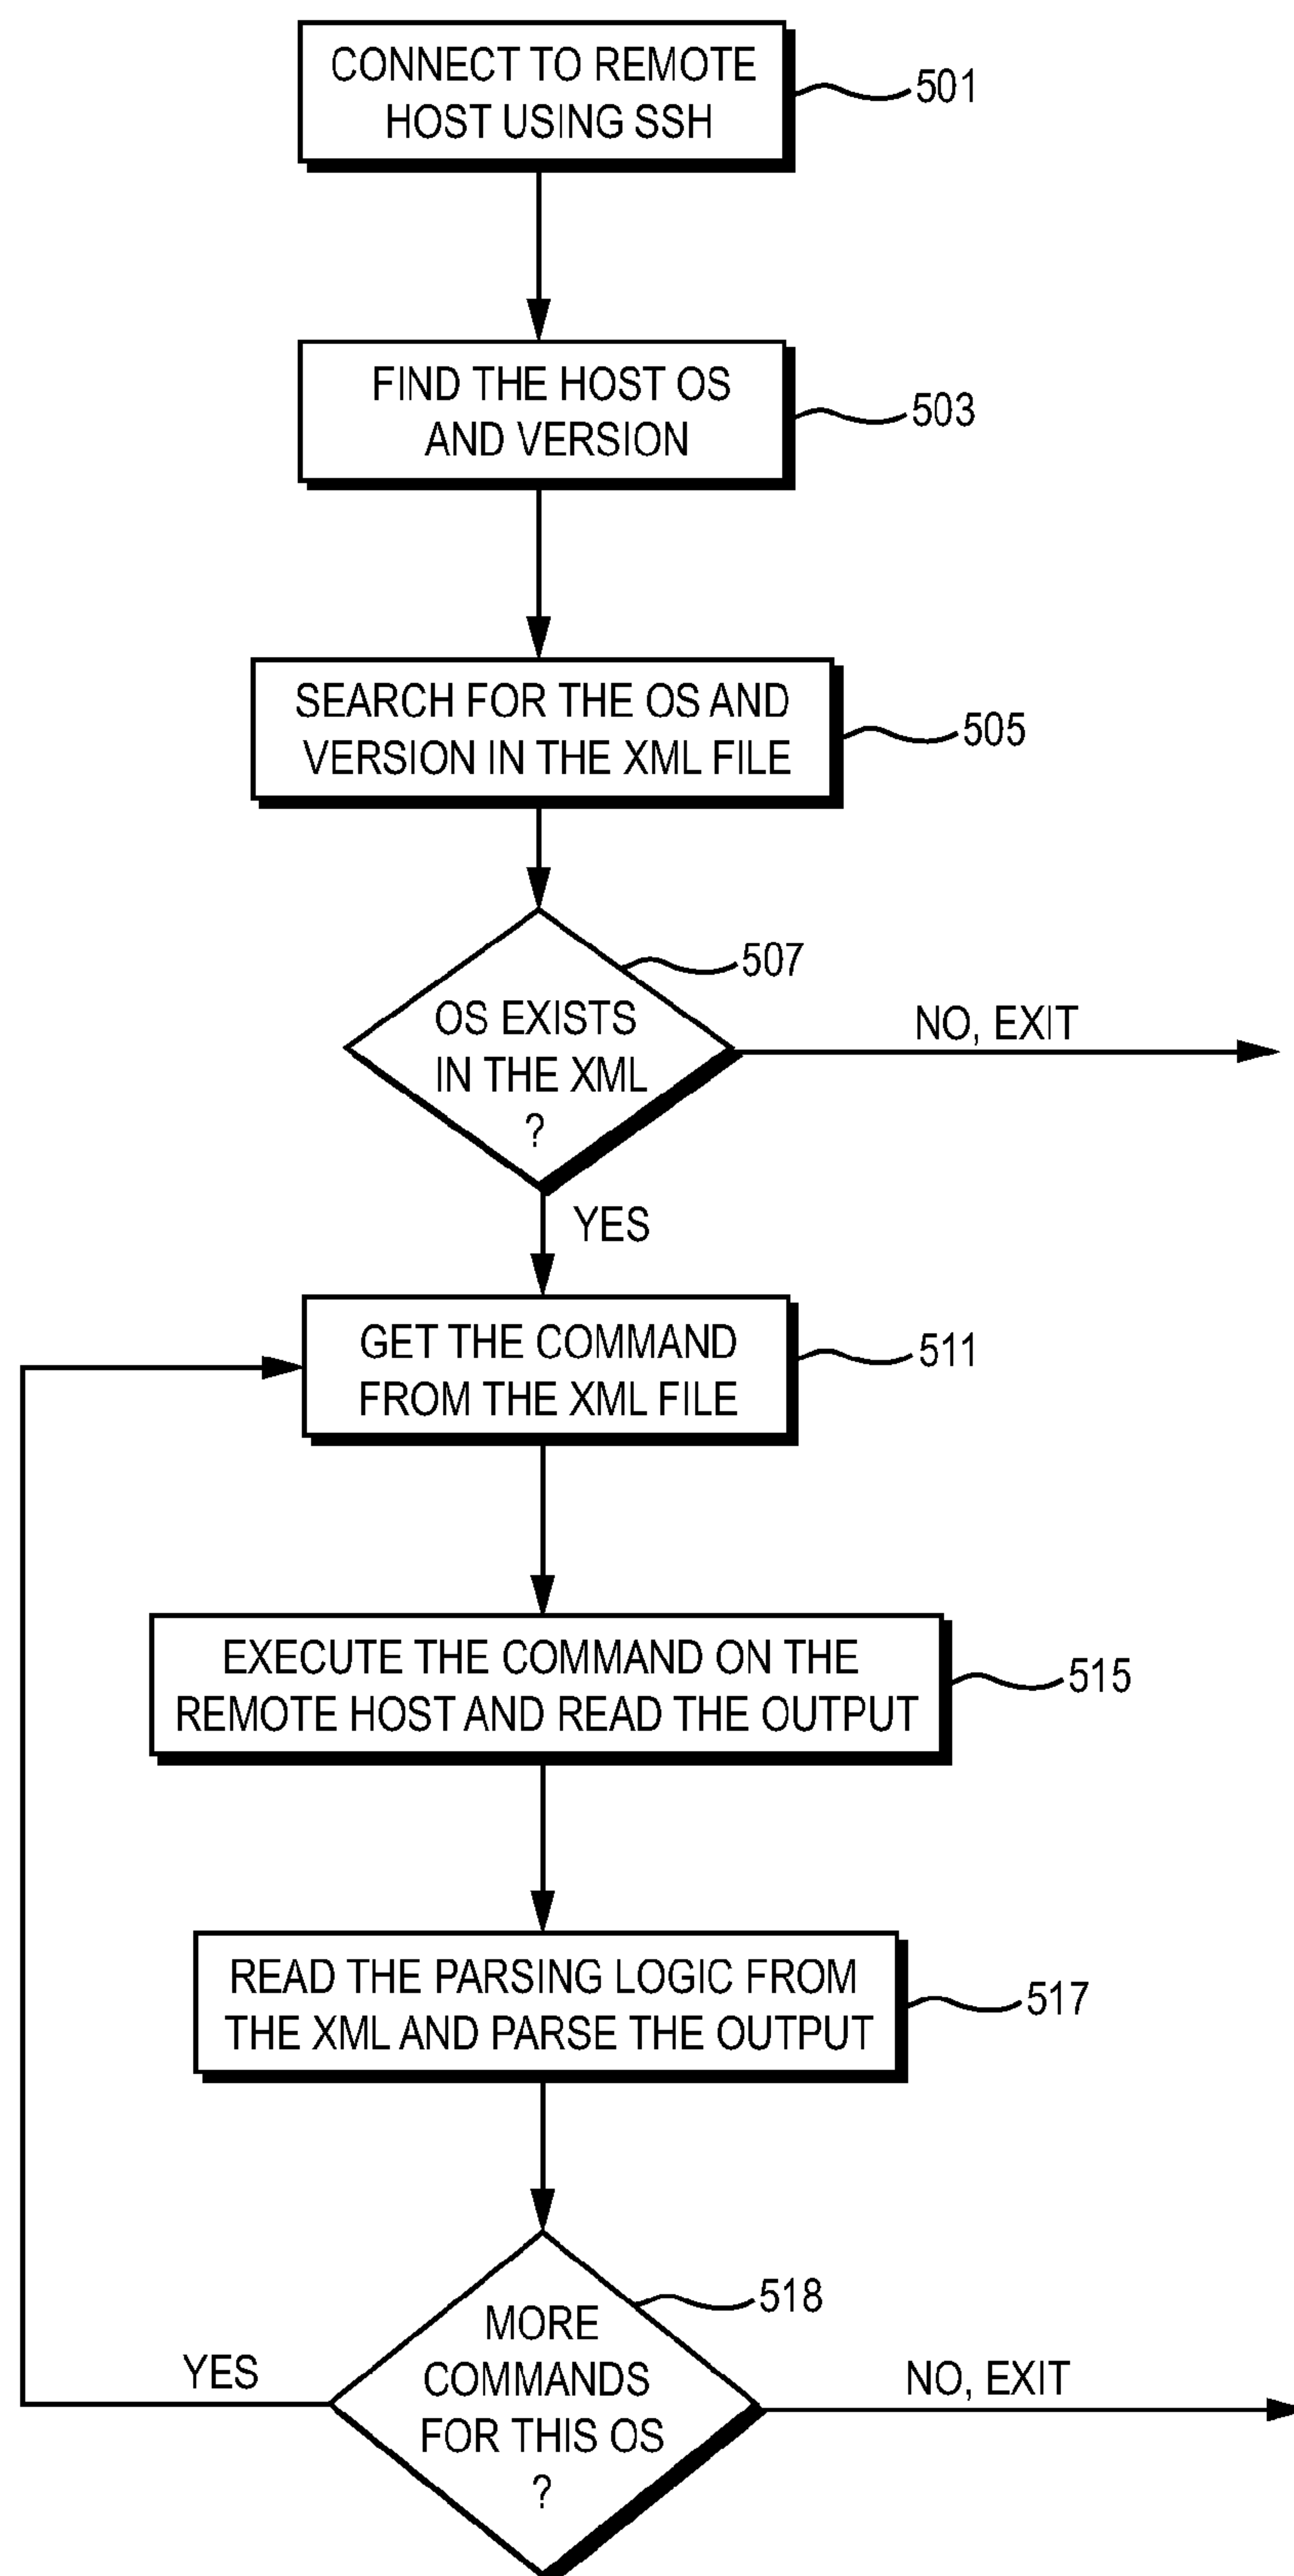 CONNECT TO REMOTE
HOST USING SSH
501
FIND THE HOST OS
AND VERSION
503
SEARCH FOR THE OS AND
VERSION IN THE XML FILE
505
507
OS EXISTS
IN THE XML
?
NO, EXIT
YES
GET THE COMMAND
FROM THE XML FILE
511
EXECUTE THE COMMAND ON THE
REMOTE HOST AND READ THE OUTPUT
515
READ THE PARSING LOGIC FROM
THE XML AND PARSE THE OUTPUT
517
518
MORE
COMMANDS
FOR THIS OS
?
YES
NO, EXIT